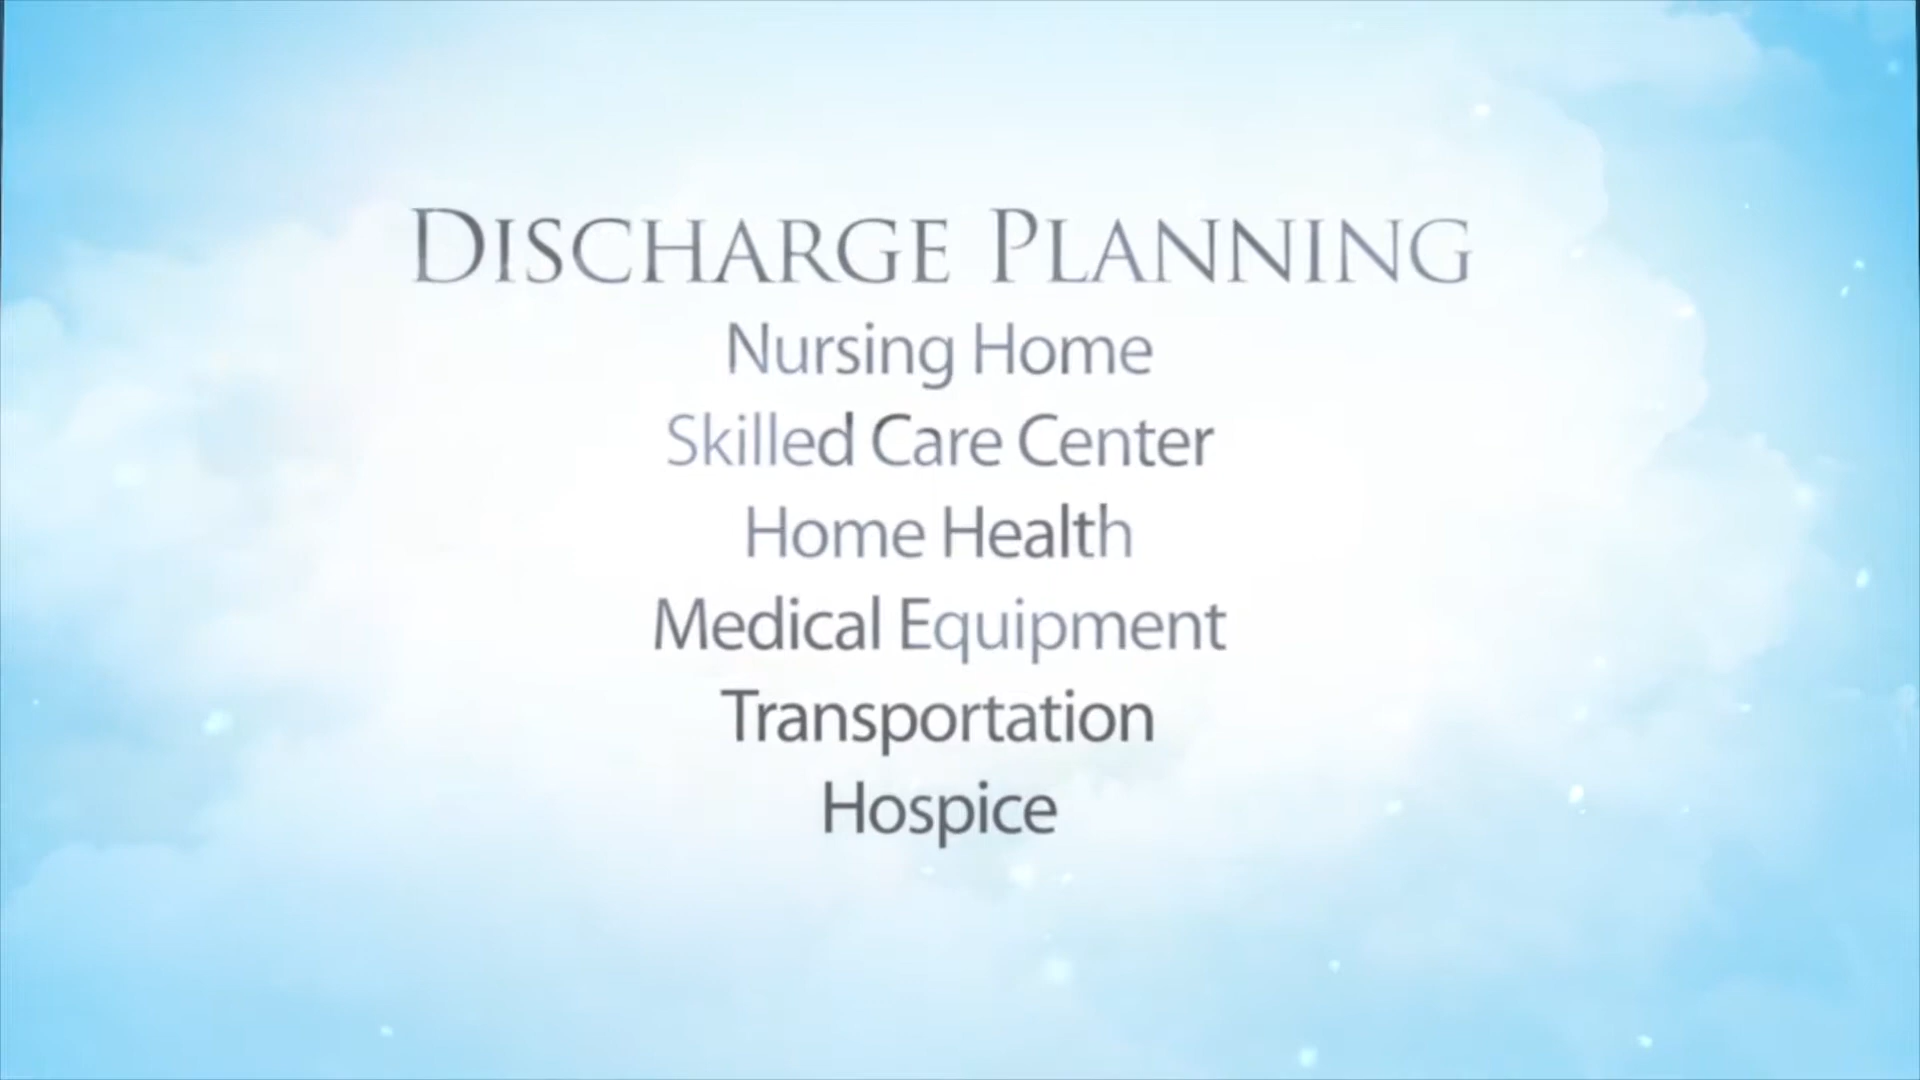 Discharge Planning
Nursing Home
Skilled Care Center
Home Health
Medical Equipment
Transportation
Hospice